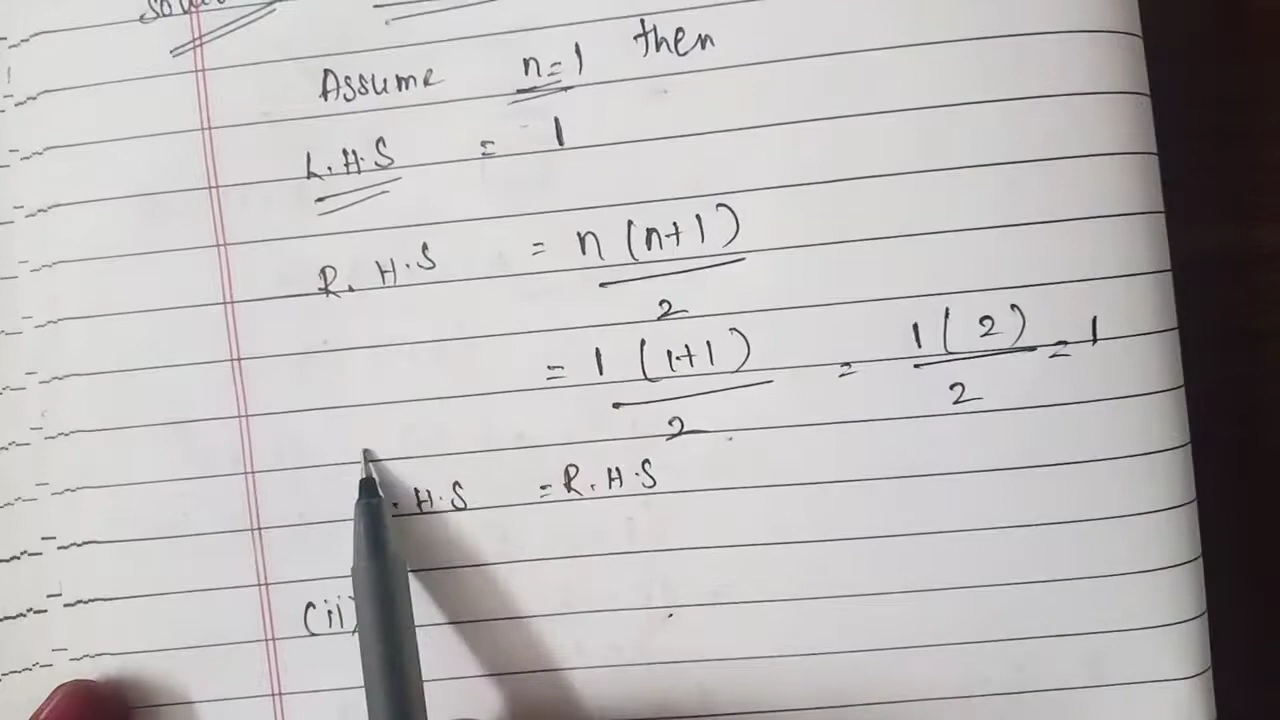 Assume n=1 then
L.H.S = 1
R.H.S = n(n+1)/2
= 1(1+1)/2 = 1(2)/2 = 1
.H.S = R.H.S
(ii)